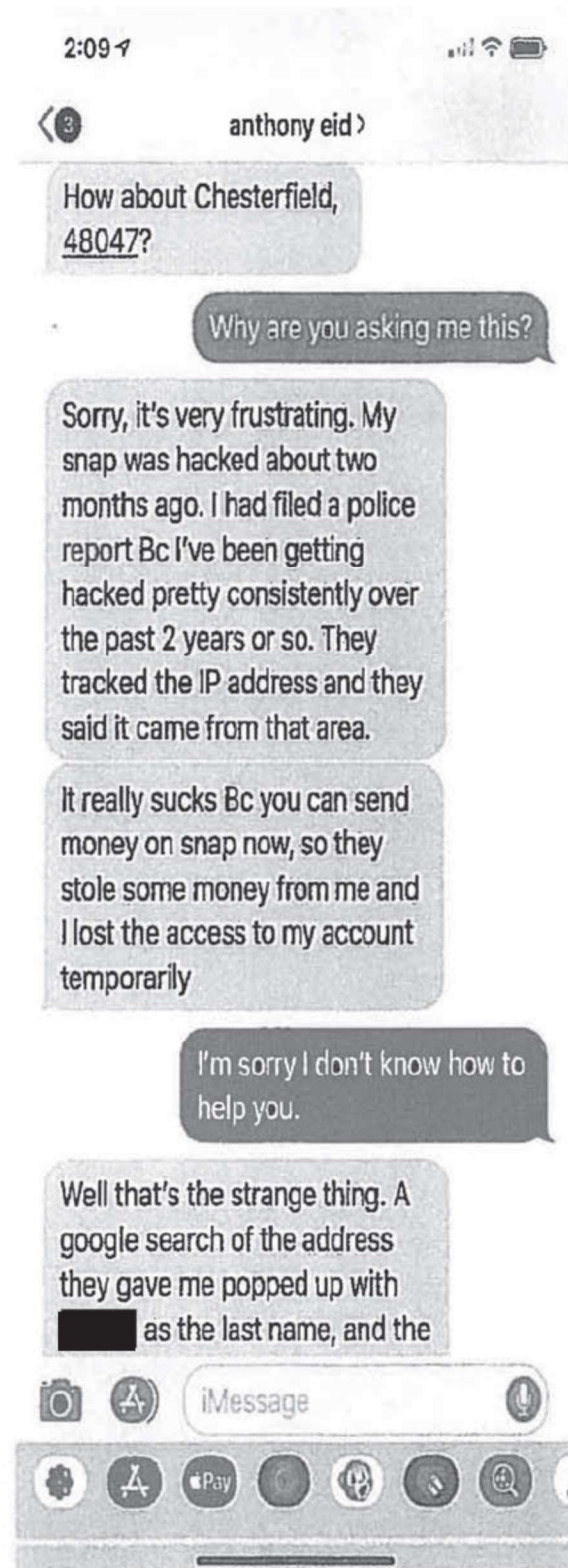 2:09
3
anthony eid >
How about Chesterfield,
48047?
Why are you asking me this?
Sorry, it's very frustrating. My
snap was hacked about two
months ago. I had filed a police
report Bc I've been getting
hacked pretty consistently over
the past 2 years or so. They
tracked the IP address and they
said it came from that area.
It really sucks Bc you can send
money on snap now, so they
stole some money from me and
I lost the access to my account
temporarily
I'm sorry I don't know how to
help you.
Well that's the strange thing. A
google search of the address
they gave me popped up with
as the last name, and the
iMessage
Pay